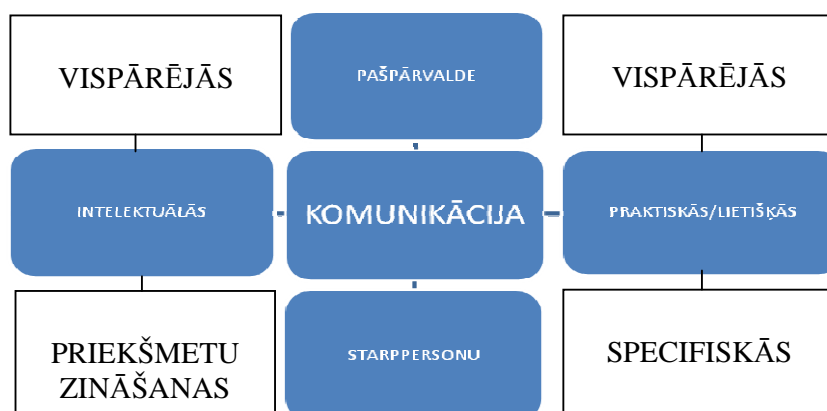 VISPĀRĒJĀS
PAŠPĀRVALDE
VISPĀRĒJĀS
INTELEKTUĀLĀS
KOMUNIKĀCIJA
PRAKTISKĀS/LIETIŠĶĀS
PRIEKŠMETU
ZINĀŠANAS
STARPPERSONU
SPECIFISKĀS